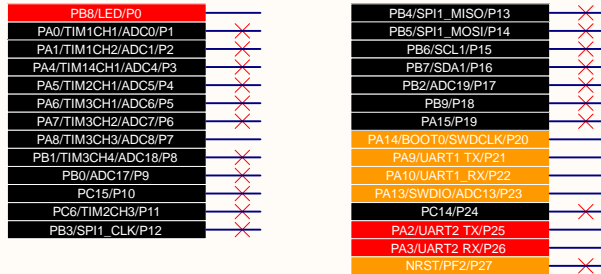 PB8/LED/P0
PA0/TIM1CH1/ADC0/P1
PA1/TIM1CH2/ADC1/P2
PA4/TIM14CH1/ADC4/P3
PA5/TIM2CH1/ADC5/P4
PA6/TIM3CH1/ADC6/P5
PA7/TIM3CH2/ADC7/P6
PA8/TIM3CH3/ADC8/P7
PB1/TIM3CH4/ADC18/P8
PB0/ADC17/P9
PC15/P10
PC6/TIM2CH3/P11
PB3/SPI1_CLK/P12
PB4/SPI1_MISO/P13
PB5/SPI1_MOSI/P14
PB6/SCL1/P15
PB7/SDA1/P16
PB2/ADC19/P17
PB9/P18
PA15/P19
PA14/BOOT0/SWDCLK/P20
PA9/UART1 TX/P21
PA10/UART1_RX/P22
PA13/SWDIO/ADC13/P23
PC14/P24
PA2/UART2 TX/P25
PA3/UART2 RX/P26
NRST/PF2/P27